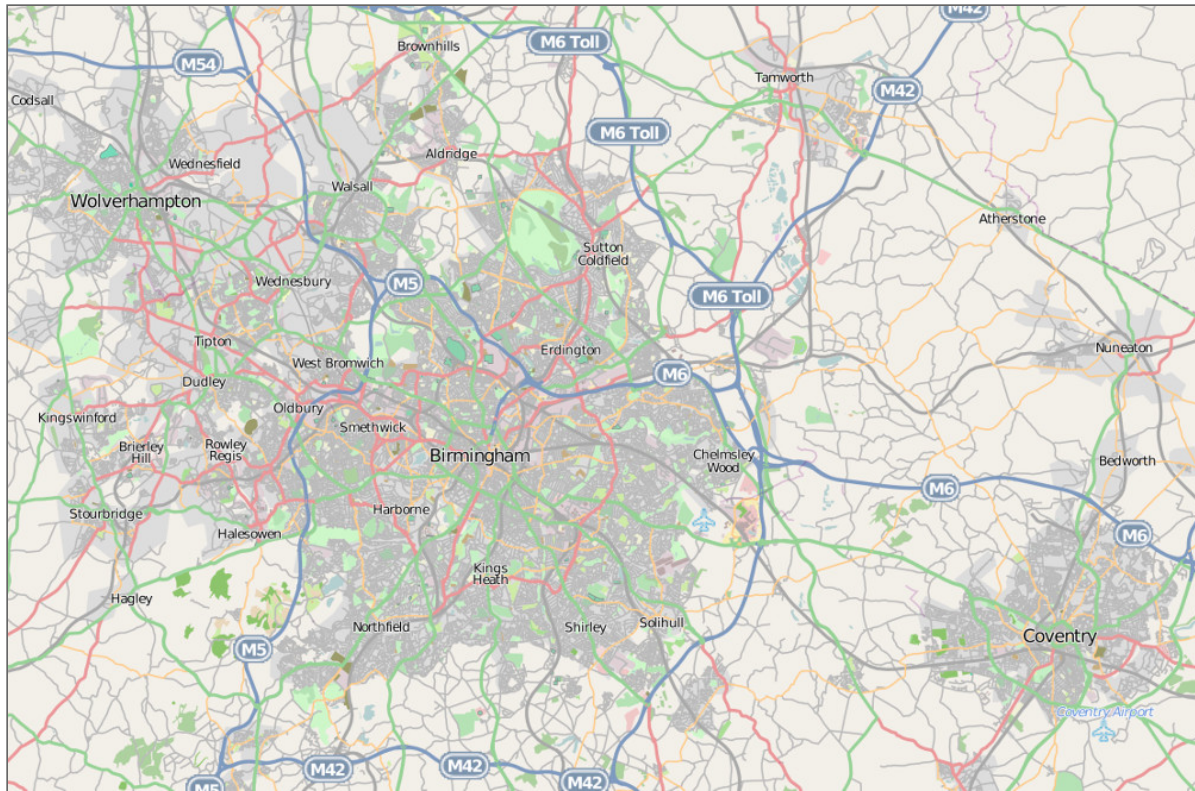 M42
M6 Toll
Brownhills
M54
Tamworth
M42
Codsall
M6 Toll
Aldridge
Wednesfield
Walsall
Wolverhampton
Atherstone
Sutton
Coldfield
Wednesbury
M5
M6 Toll
Tipton
Erdington
Nuneaton
West Bromwich
M6
Dudley
Oldbury
Kingswinford
Smethwick
Brierley
Hill
Rowley
Regis
Birmingham
Chelmsley
Wood
Bedworth
M6
Stourbridge
Harborne
Halesowen
M6
Kings
Heath
Hagley
Northfield
Shirley
Solihull
Coventry
M5
Coventry Airport
M42
M42
M42
M5